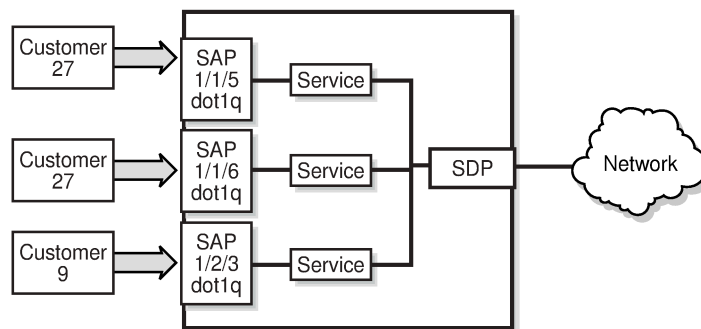 Customer
27
SAP
1/1/5
dot1q
Service
Customer
27
SAP
1/1/6
dot1q
Service
SDP
Network
Customer
9
SAP
1/2/3
dot1q
Service